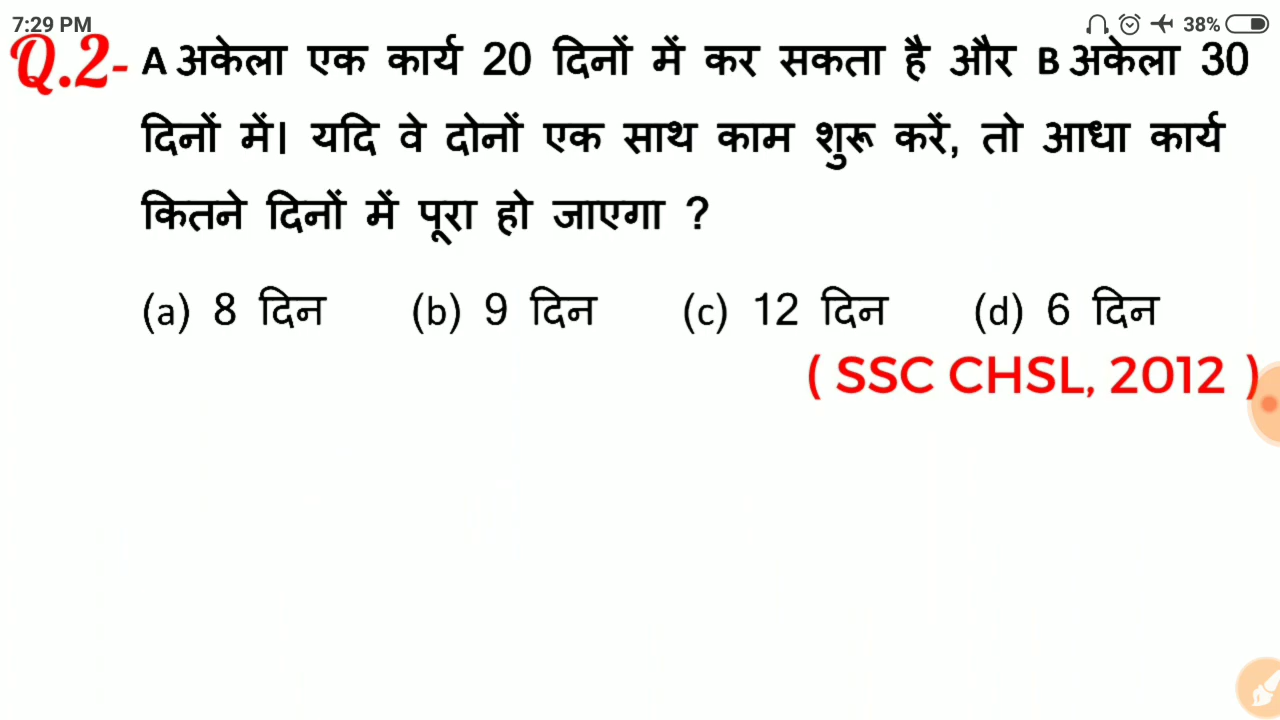 7:29 PM 38%
Q.2- A अकेला एक कार्य 20 दिनों में कर सकता है और B अकेला 30
दिनों में। यदि वे दोनों एक साथ काम शुरू करें, तो आधा कार्य
कितने दिनों में पूरा हो जाएगा ?
(a) 8 दिन (b) 9 दिन (c) 12 दिन (d) 6 दिन
( SSC CHSL, 2012 )